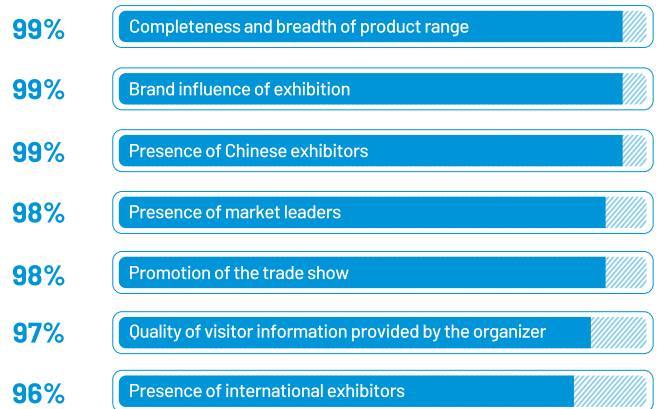 99% Completeness and breadth of product range
99% Brand influence of exhibition
99% Presence of Chinese exhibitors
98% Presence of market leaders
98% Promotion of the trade show
97% Quality of visitor information provided by the organizer
96% Presence of international exhibitors